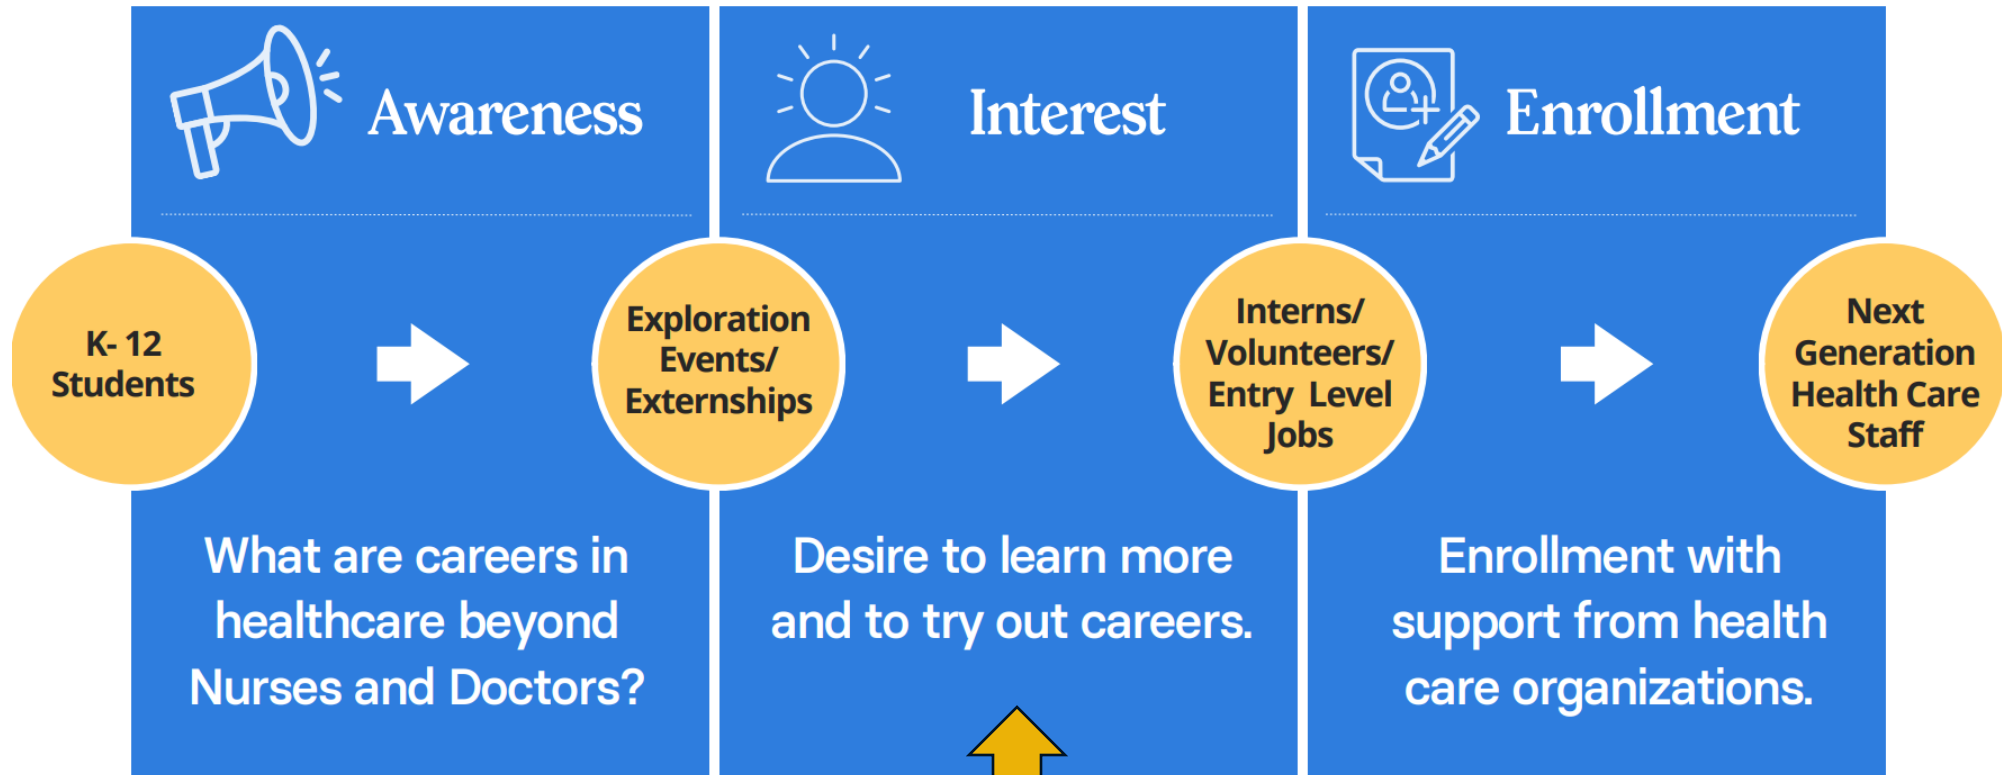 Awareness
Interest
Enrollment
K- 12
Students
Exploration
Events/
Externships
Interns/
Volunteers/
Entry Level
Jobs
Next
Generation
Health Care
Staff
What are careers in
healthcare beyond
Nurses and Doctors?
Desire to learn more
and to try out careers.
Enrollment with
support from health
care organizations.